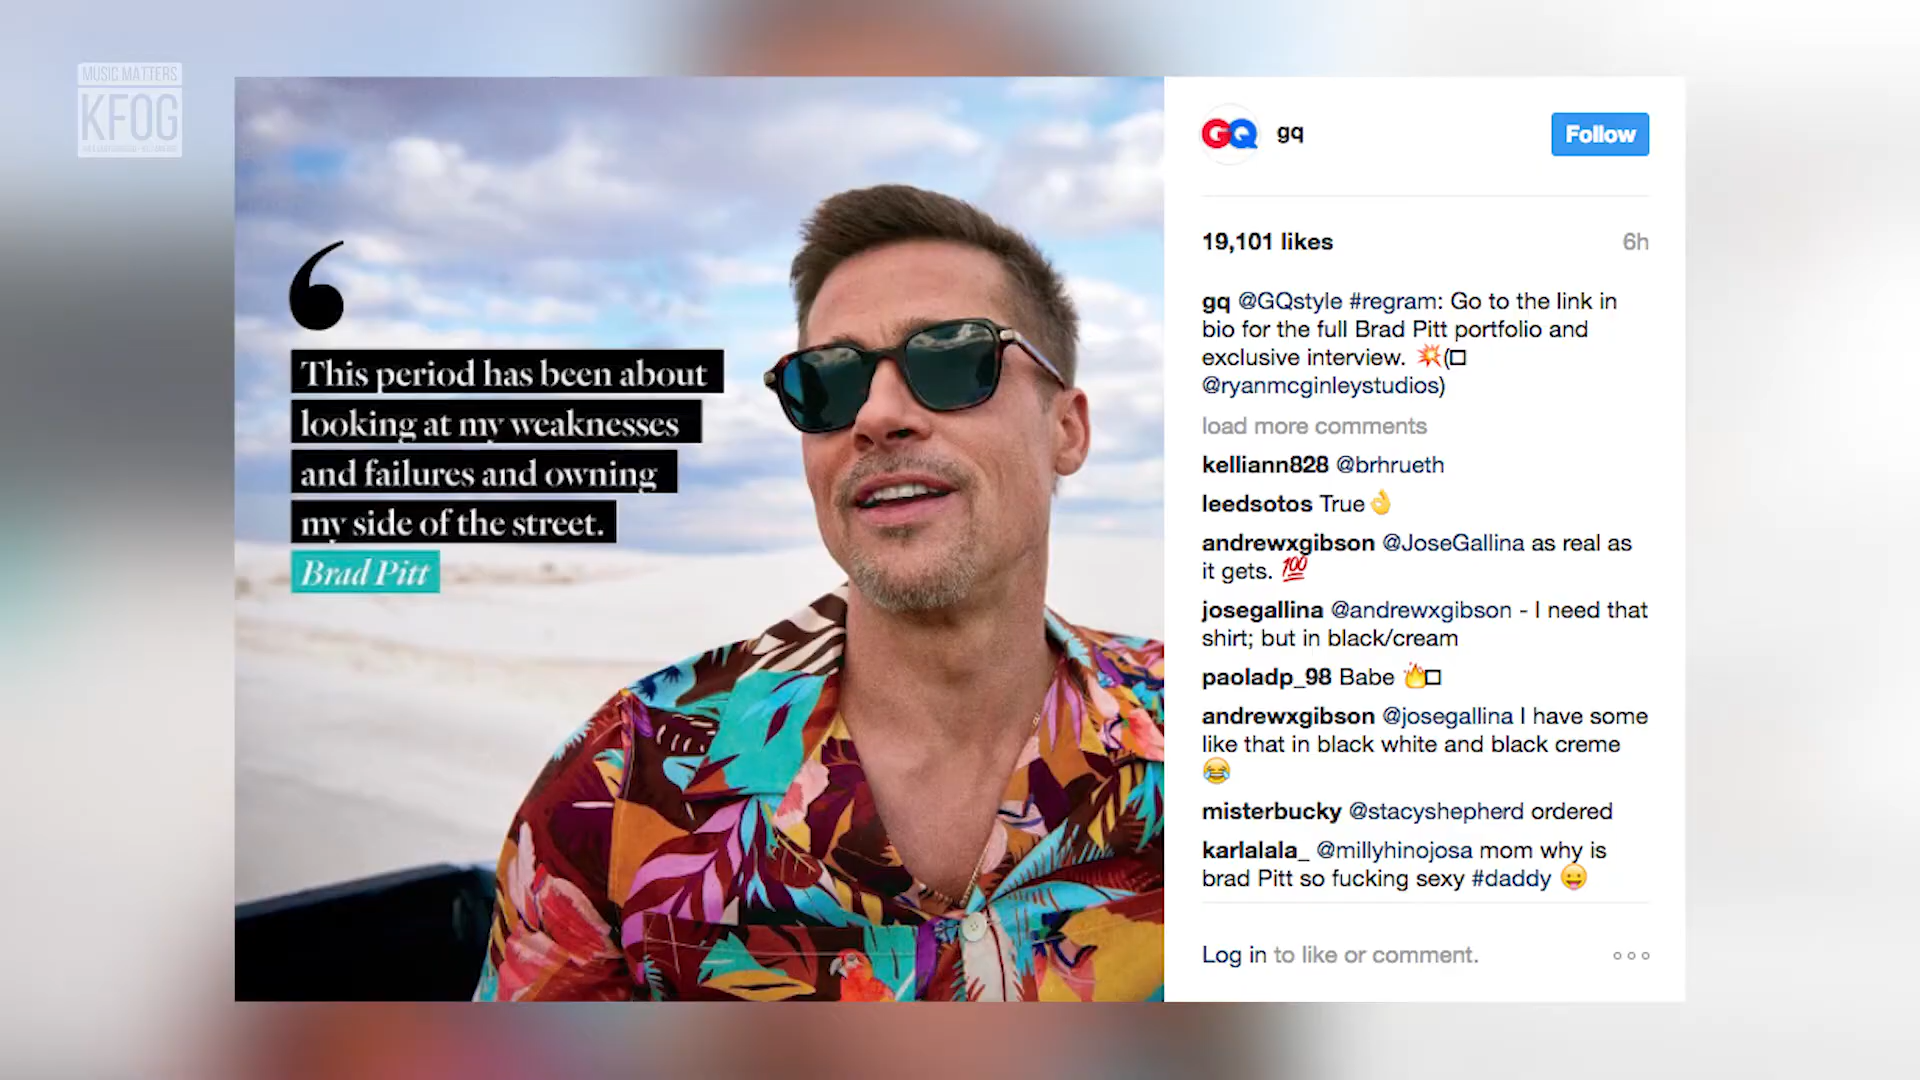 MUSIC MATTERS
KFOG
This period has been about
looking at my weaknesses
and failures and owning
my side of the street.
Brad Pitt
GQ
gq
Follow
19,101 likes
6h
gq @GQstyle #regram: Go to the link in
bio for the full Brad Pitt portfolio and
exclusive interview. 💥(□
@ryanmcginleystudios)
load more comments
kelliann828 @brhrueth
leedsotos True👌
andrewxgibson @JoseGallina as real as
it gets. 💯
josegallina @andrewxgibson - I need that
shirt; but in black/cream
paoladp_98 Babe 🔥□
andrewxgibson @josegallina I have some
like that in black white and black creme
😂
misterbucky @stacyshepherd ordered
karlalala_ @millyhinojosa mom why is
brad Pitt so fucking sexy #daddy 😛
Log in to like or comment.